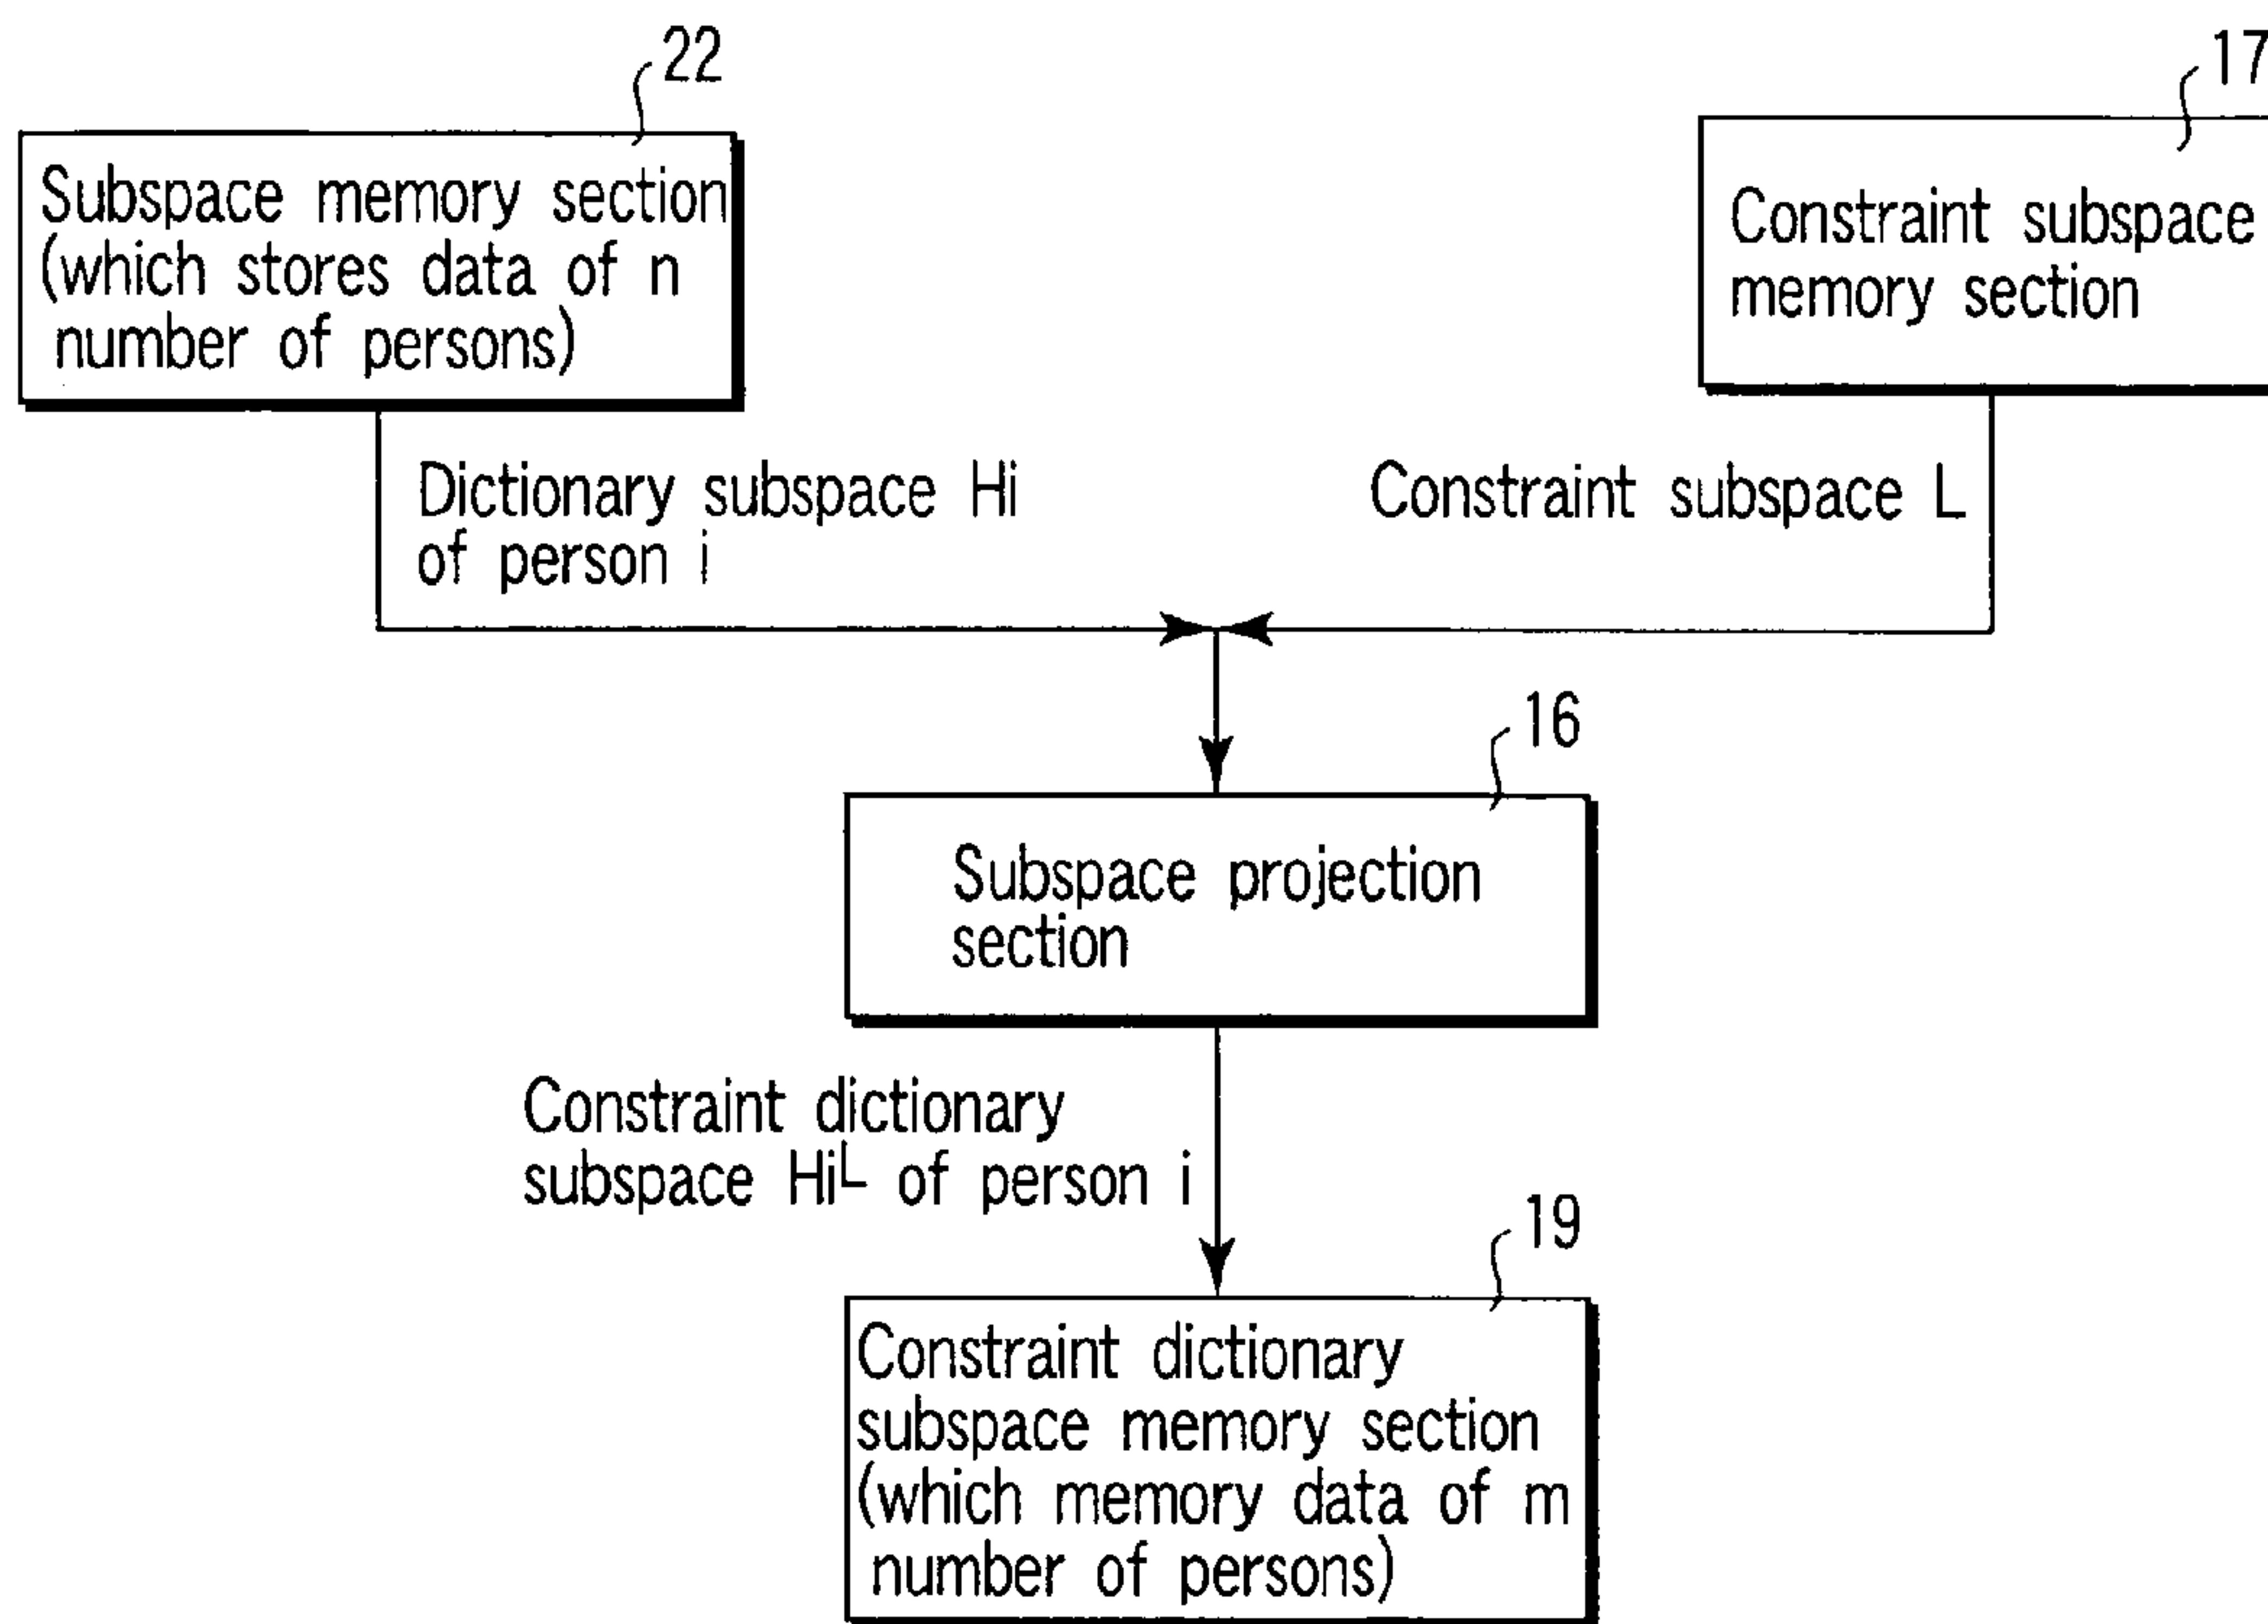 22
17
Subspace memory section
(which stores data of n
number of persons)
Constraint subspace
memory section
Dictionary subspace Hi
of person i
Constraint subspace L
16
Subspace projection
section
Constraint dictionary
subspace Hi^L of person i
19
Constraint dictionary
subspace memory section
(which memory data of m
number of persons)